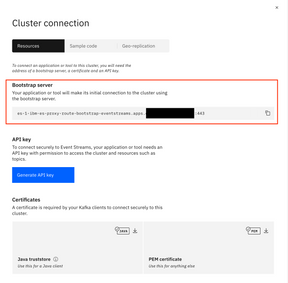 Cluster connection
Resources
Sample code
Geo-replication
To connect an application or tool to this cluster, you will need the
address of a bootstrap server, a certificate and an API key.
Bootstrap server
Your application or tool will make its initial connection to the cluster using
the bootstrap server.
es-1-ibm-es-proxy-route-bootstrap-eventstreams.apps. :443
API key
To connect securely to Event Streams, your application or tool needs an
API key with permission to access the cluster and resources such as
topics.
Generate API key
Certificates
A certificate is required by your Kafka clients to connect securely to this
cluster.
JAVA
PEM
Java truststore
Use this for a Java client
PEM certificate
Use this for anything else